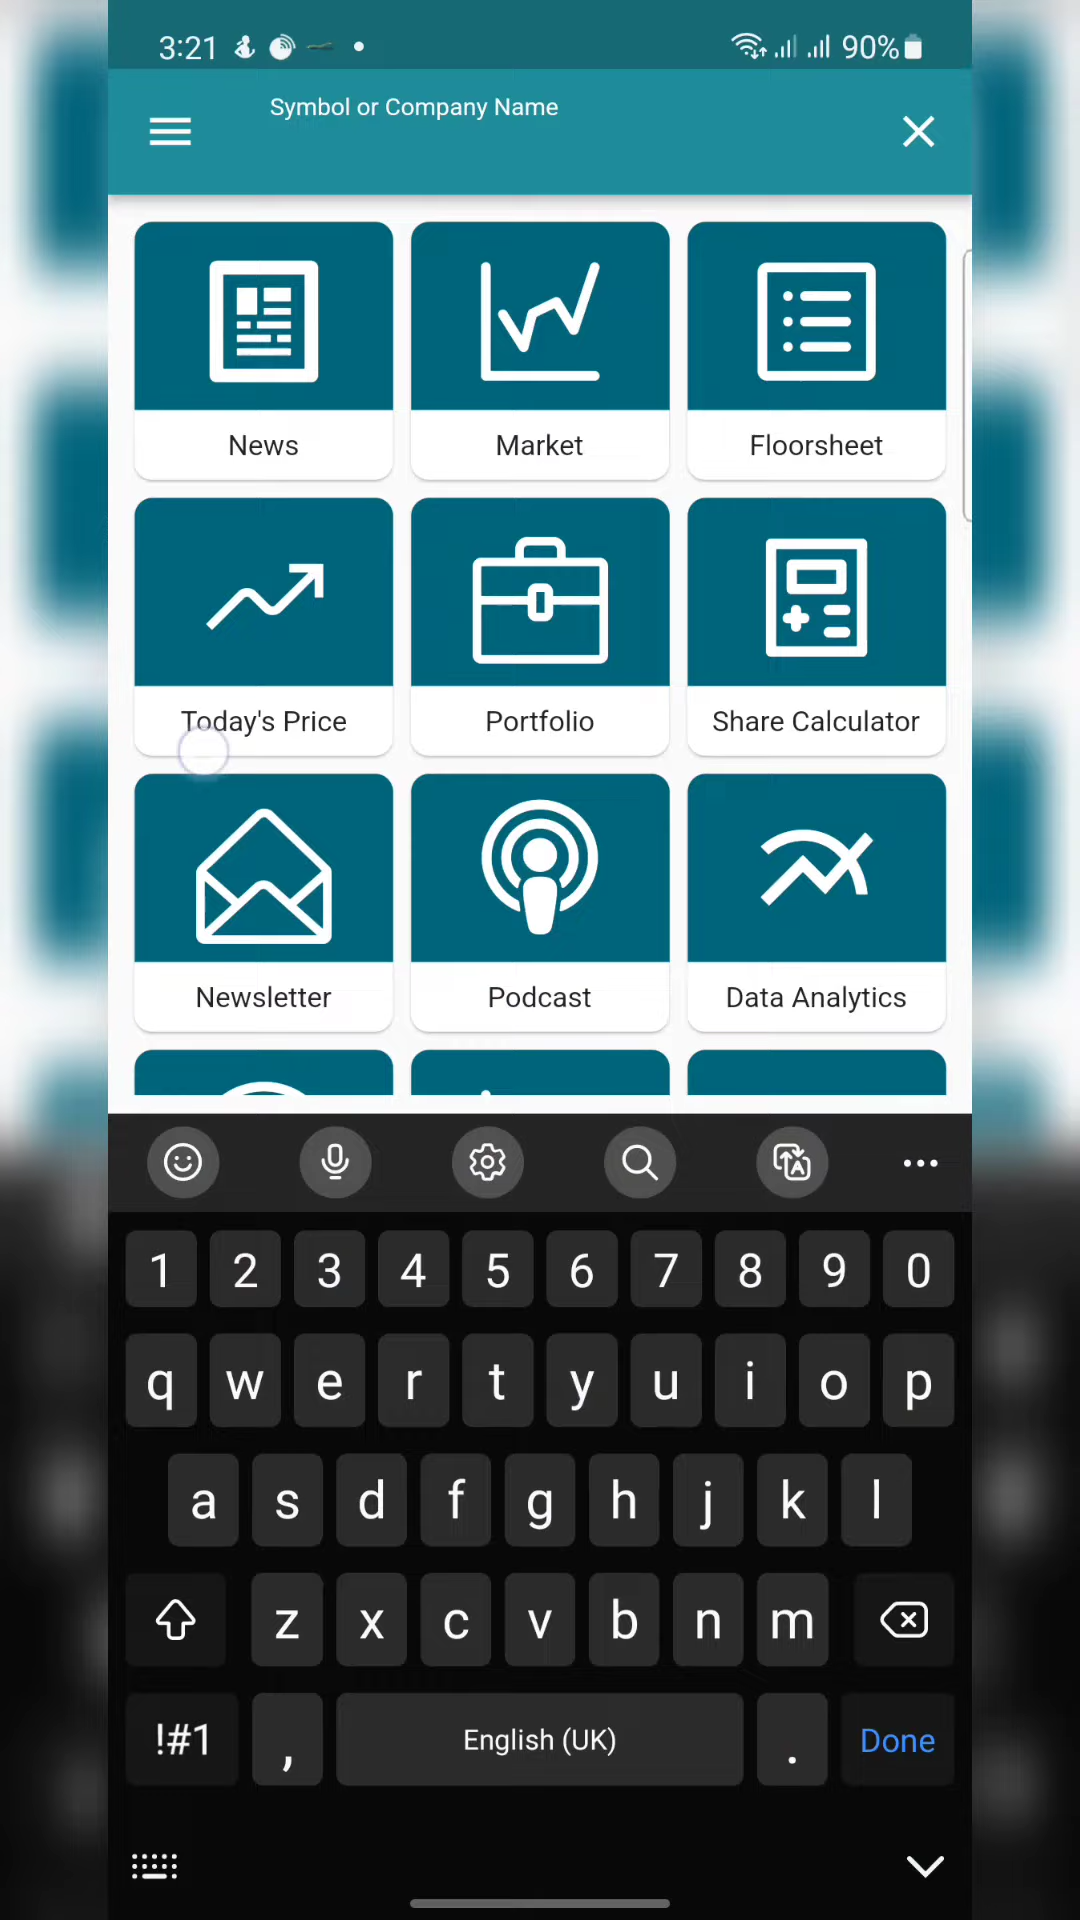 3:21 90%
Symbol or Company Name
News Market Floorsheet
Today's Price Portfolio Share Calculator
Newsletter Podcast Data Analytics
1 2 3 4 5 6 7 8 9 0
q w e r t y u i o p
a s d f g h j k l
z x c v b n m
!#1 , English (UK) . Done